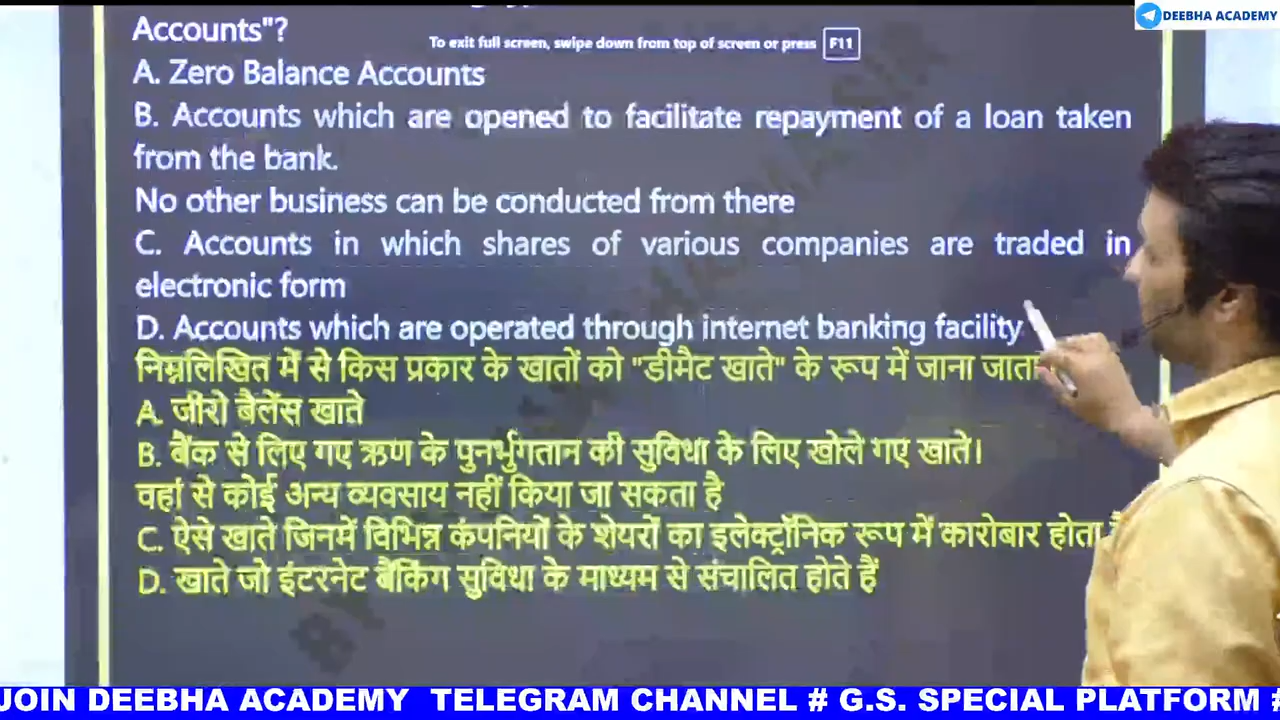 DEEBHA ACADEMY
Accounts"?
To exit full screen, swipe down from top of screen or press F11
A. Zero Balance Accounts
B. Accounts which are opened to facilitate repayment of a loan taken
from the bank.
No other business can be conducted from there
C. Accounts in which shares of various companies are traded in
electronic form
D. Accounts which are operated through internet banking facility
निम्नलिखित में से किस प्रकार के खातों को "डीमैट खाते" के रूप में जाना जाता
A. जीरो बैलेंस खाते
B. बैंक से लिए गए ऋण के पुनर्भुगतान की सुविधा के लिए खोले गए खाते।
वहां से कोई अन्य व्यवसाय नहीं किया जा सकता है
C. ऐसे खाते जिनमें विभिन्न कंपनियों के शेयरों का इलेक्ट्रॉनिक रूप में कारोबार होता
D. खाते जो इंटरनेट बैंकिंग सुविधा के माध्यम से संचालित होते हैं
JOIN DEEBHA ACADEMY TELEGRAM CHANNEL # G.S. SPECIAL PLATFORM #